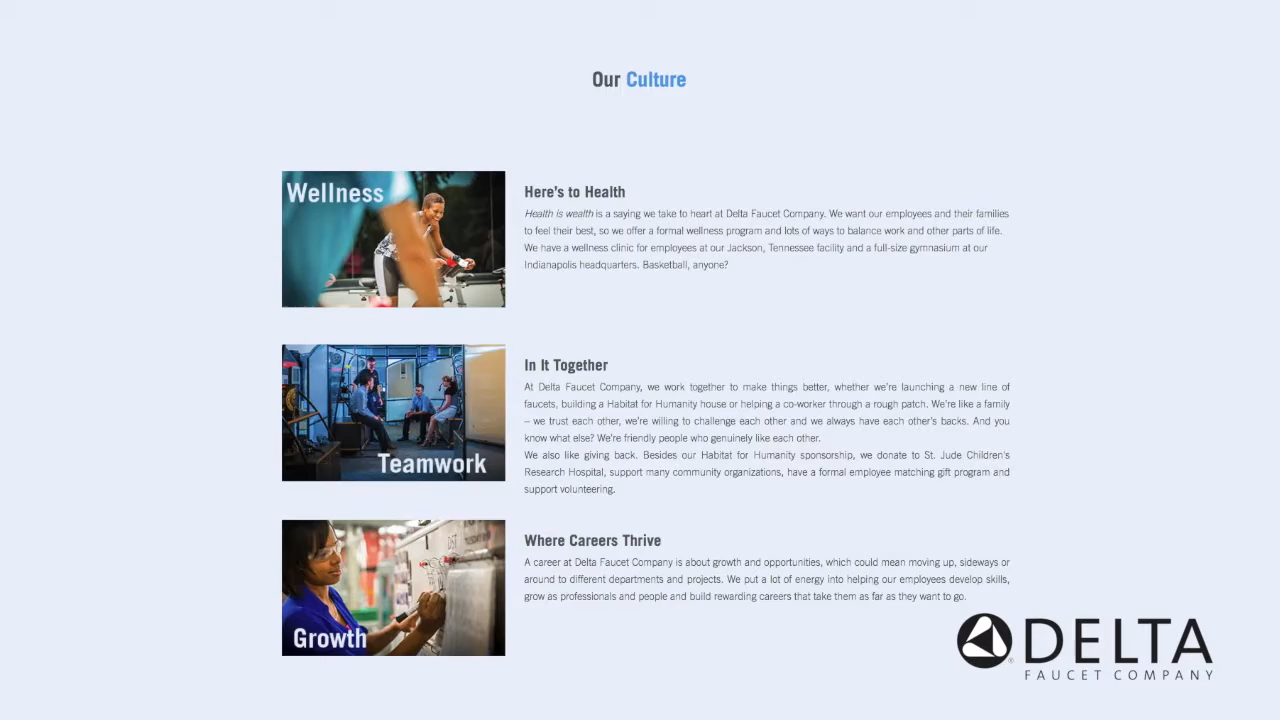 Our Culture
Wellness
Here's to Health
Health is wealth is a saying we take to heart at Delta Faucet Company. We want our employees and their families
to feel their best, so we offer a formal wellness program and lots of ways to balance work and other parts of life.
We have a wellness clinic for employees at our Jackson, Tennessee facility and a full-size gymnasium at our
Indianapolis headquarters. Basketball, anyone?
Teamwork
In It Together
At Delta Faucet Company, we work together to make things better, whether we're launching a new line of
faucets, building a Habitat for Humanity house or helping a co-worker through a rough patch. We're like a family
– we trust each other, we're willing to challenge each other and we always have each other's backs. And you
know what else? We're friendly people who genuinely like each other.
We also like giving back. Besides our Habitat for Humanity sponsorship, we donate to St. Jude Children's
Research Hospital, support many community organizations, have a formal employee matching gift program and
support volunteering.
Growth
Where Careers Thrive
A career at Delta Faucet Company is about growth and opportunities, which could mean moving up, sideways or
around to different departments and projects. We put a lot of energy into helping our employees develop skills,
grow as professionals and people and build rewarding careers that take them as far as they want to go.
® DELTA
FAUCET COMPANY